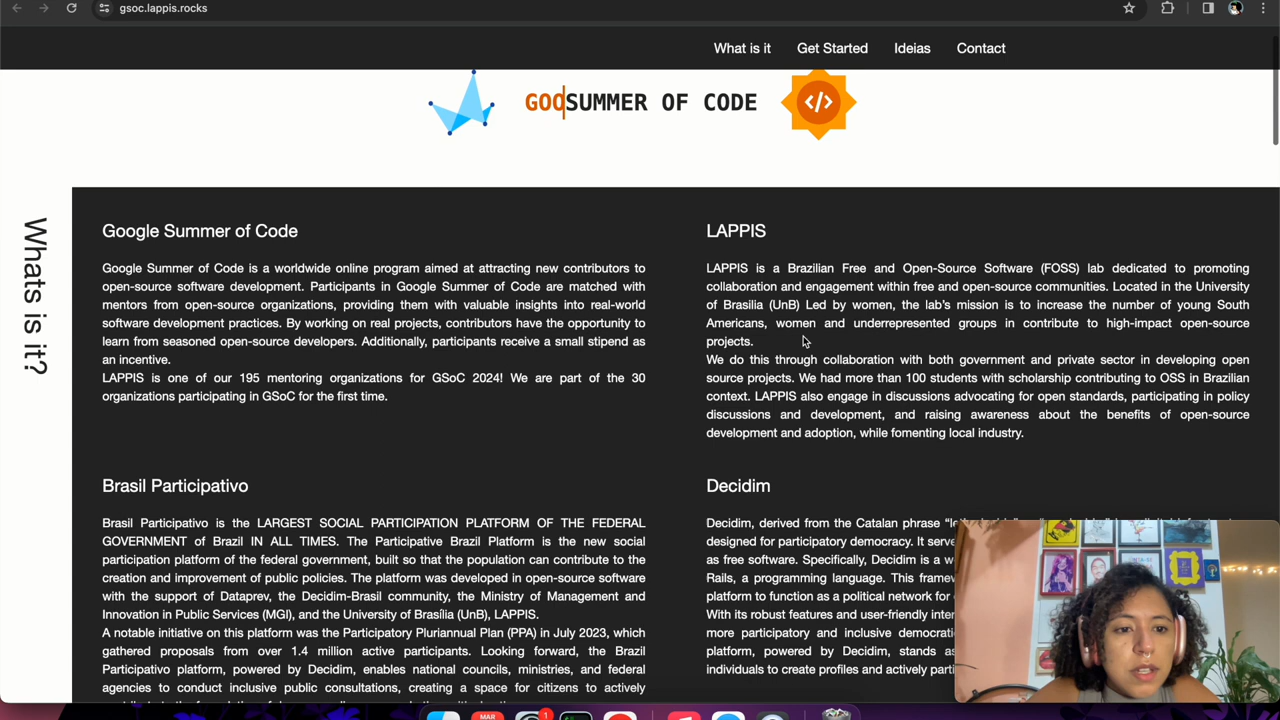 gsoc.lappis.rocks
What is it
Get Started
Ideias
Contact
GOOSUMMER OF CODE
</>
Whats is it?
Google Summer of Code
Google Summer of Code is a worldwide online program aimed at attracting new contributors to
open-source software development. Participants in Google Summer of Code are matched with
mentors from open-source organizations, providing them with valuable insights into real-world
software development practices. By working on real projects, contributors have the opportunity to
learn from seasoned open-source developers. Additionally, participants receive a small stipend as
an incentive.
LAPPIS is one of our 195 mentoring organizations for GSoC 2024! We are part of the 30
organizations participating in GSoC for the first time.
LAPPIS
LAPPIS is a Brazilian Free and Open-Source Software (FOSS) lab dedicated to promoting
collaboration and engagement within free and open-source communities. Located in the University
of Brasilia (UnB) Led by women, the lab's mission is to increase the number of young South
Americans, women and underrepresented groups in contribute to high-impact open-source
projects.
We do this through collaboration with both government and private sector in developing open
source projects. We had more than 100 students with scholarship contributing to OSS in Brazilian
context. LAPPIS also engage in discussions advocating for open standards, participating in policy
discussions and development, and raising awareness about the benefits of open-source
development and adoption, while fomenting local industry.
Brasil Participativo
Brasil Participativo is the LARGEST SOCIAL PARTICIPATION PLATFORM OF THE FEDERAL
GOVERNMENT of Brazil IN ALL TIMES. The Participative Brazil Platform is the new social
participation platform of the federal government, built so that the population can contribute to the
creation and improvement of public policies. The platform was developed in open-source software
with the support of Dataprev, the Decidim-Brasil community, the Ministry of Management and
Innovation in Public Services (MGI), and the University of Brasília (UnB), LAPPIS.
A notable initiative on this platform was the Participatory Pluriannual Plan (PPA) in July 2023, which
gathered proposals from over 1.4 million active participants. Looking forward, the Brazil
Participativo platform, powered by Decidim, enables national councils, ministries, and federal
agencies to conduct inclusive public consultations, creating a space for citizens to actively
Decidim
Decidim, derived from the Catalan phrase
designed for participatory democracy. It serve
as free software. Specifically, Decidim is a w
Rails, a programming language. This framew
platform to function as a political network for
With its robust features and user-friendly inter
more participatory and inclusive democrati
platform, powered by Decidim, stands as
individuals to create profiles and actively parti
MAR
1